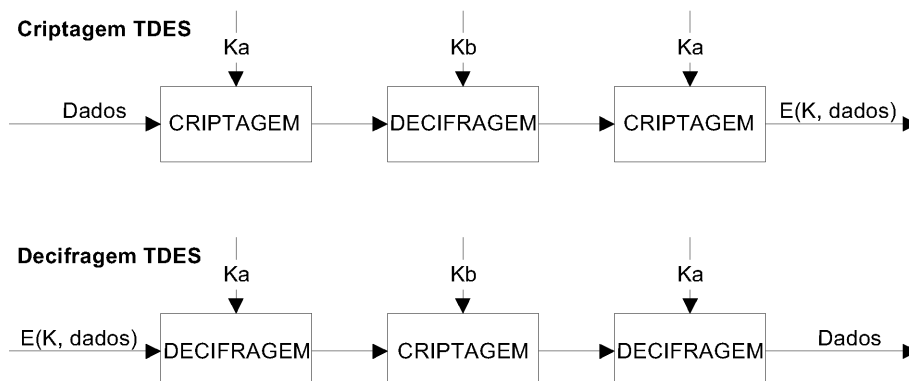 Criptagem TDES
Ka
Kb
Ka
Dados
CRIPTAGEM
DECIFRAGEM
CRIPTAGEM
E(K, dados)
Decifragem TDES
Ka
Kb
Ka
E(K, dados)
DECIFRAGEM
CRIPTAGEM
DECIFRAGEM
Dados